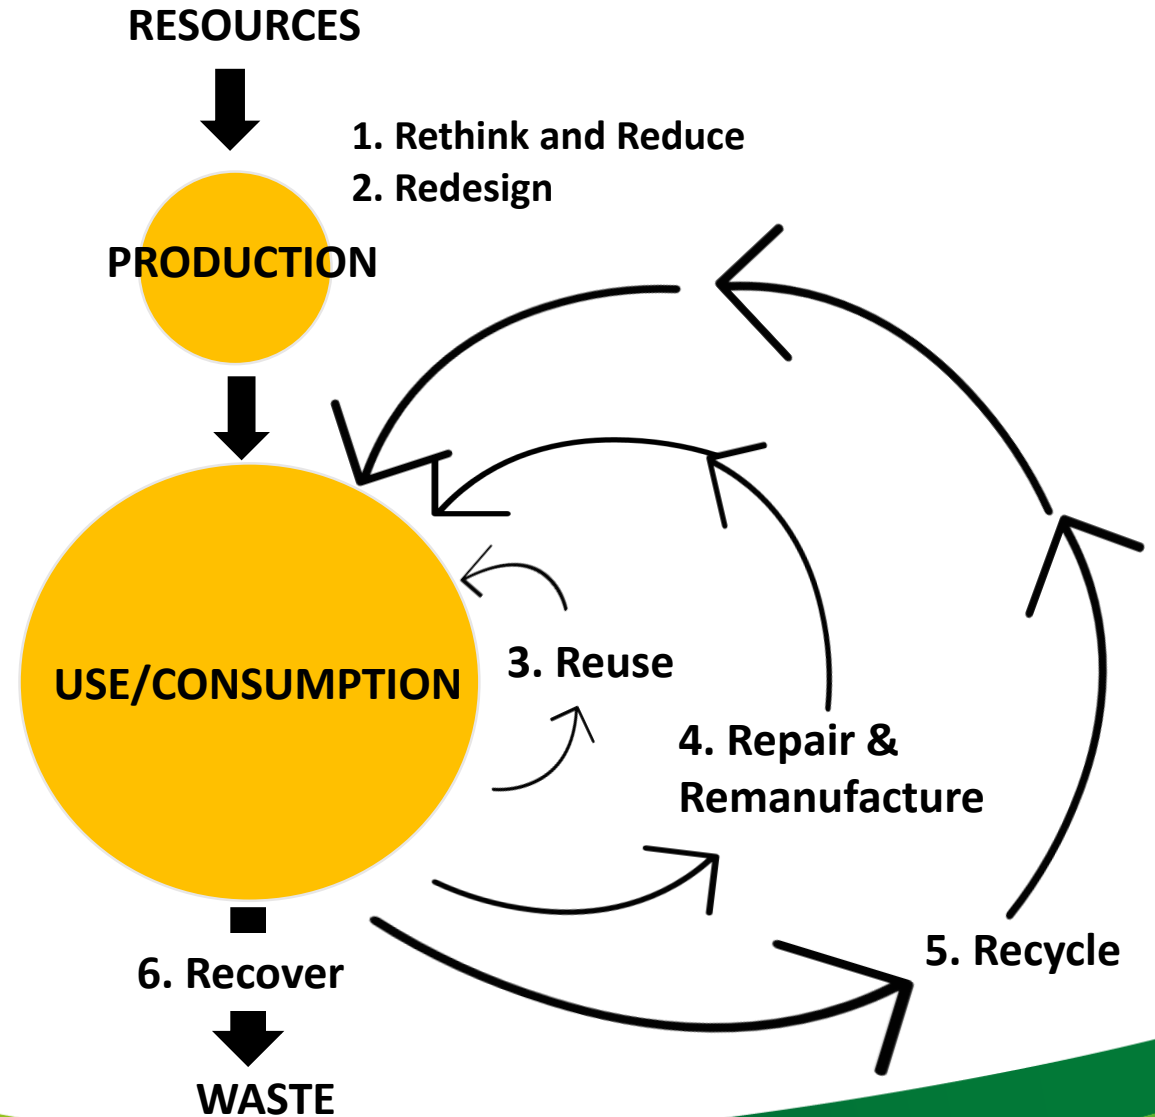 RESOURCES
1. Rethink and Reduce
2. Redesign
PRODUCTION
3. Reuse
USE/CONSUMPTION
4. Repair &
Remanufacture
5. Recycle
6. Recover
WASTE